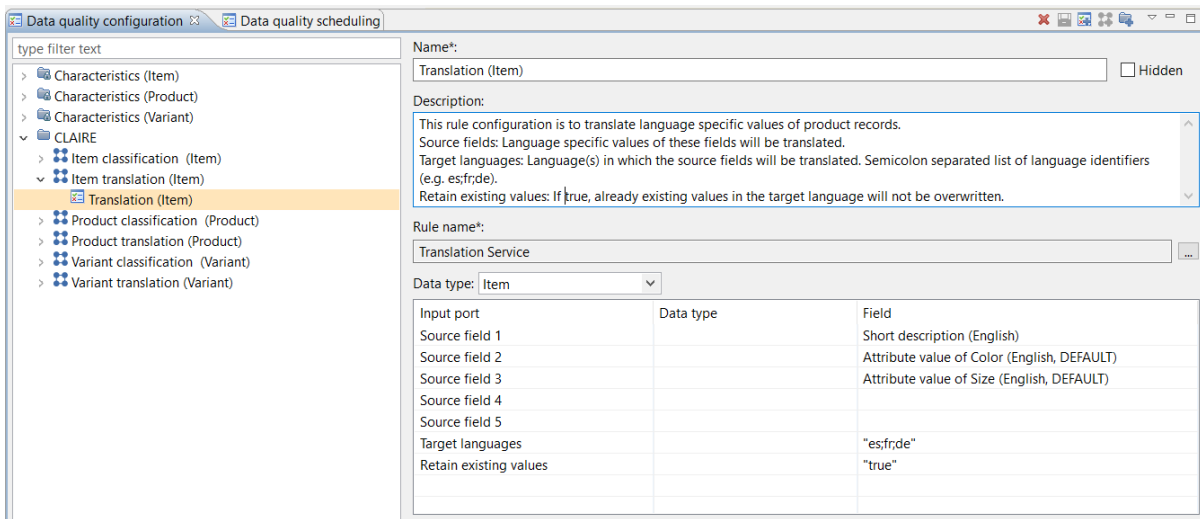 Data quality configuration
Data quality scheduling
type filter text
Characteristics (Item)
Characteristics (Product)
Characteristics (Variant)
CLAIRE
Item classification (Item)
Item translation (Item)
Translation (Item)
Product classification (Product)
Product translation (Product)
Variant classification (Variant)
Variant translation (Variant)
Name*:
Translation (Item)
Hidden
Description:
This rule configuration is to translate language specific values of product records.
Source fields: Language specific values of these fields will be translated.
Target languages: Language(s) in which the source fields will be translated. Semicolon separated list of language identifiers
(e.g. es;fr;de).
Retain existing values: If true, already existing values in the target language will not be overwritten.
Rule name*:
Translation Service
...
Data type: Item
Input port Data type Field
Source field 1 Short description (English)
Source field 2 Attribute value of Color (English, DEFAULT)
Source field 3 Attribute value of Size (English, DEFAULT)
Source field 4
Source field 5
Target languages "es;fr;de"
Retain existing values "true"